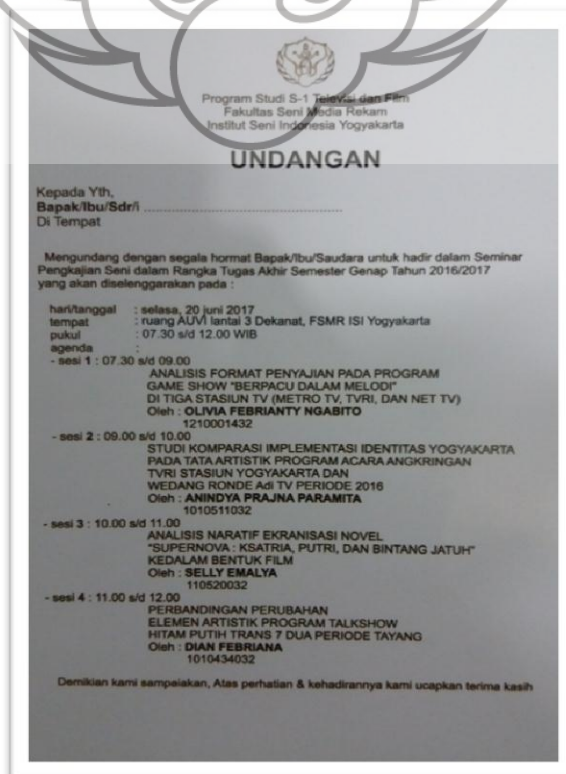 Program Studi S-1 Televisi dan Film
Fakultas Seni Media Rekam
Institut Seni Indonesia Yogyakarta
UNDANGAN
Kepada Yth,
Bapak/Ibu/Sdr/i ................................................
Di Tempat
Mengundang dengan segala hormat Bapak/Ibu/Saudara untuk hadir dalam Seminar
Pengkajian Seni dalam Rangka Tugas Akhir Semester Genap Tahun 2016/2017
yang akan diselenggarakan pada :
hari/tanggal : selasa, 20 juni 2017
tempat : ruang AUVI lantai 3 Dekanat, FSMR ISI Yogyakarta
pukul : 07.30 s/d 12.00 WIB
agenda :
- sesi 1 : 07.30 s/d 09.00
ANALISIS FORMAT PENYAJIAN PADA PROGRAM
GAME SHOW "BERPACU DALAM MELODI"
DI TIGA STASIUN TV (METRO TV, TVRI, DAN NET TV)
Oleh : OLIVIA FEBRIANTY NGABITO
1210001432
- sesi 2 : 09.00 s/d 10.00
STUDI KOMPARASI IMPLEMENTASI IDENTITAS YOGYAKARTA
PADA TATA ARTISTIK PROGRAM ACARA ANGKRINGAN
TVRI STASIUN YOGYAKARTA DAN
WEDANG RONDE Adi TV PERIODE 2016
Oleh : ANINDYA PRAJNA PARAMITA
1010511032
- sesi 3 : 10.00 s/d 11.00
ANALISIS NARATIF EKRANISASI NOVEL
"SUPERNOVA : KSATRIA, PUTRI, DAN BINTANG JATUH"
KEDALAM BENTUK FILM
Oleh : SELLY EMALYA
110520032
- sesi 4 : 11.00 s/d 12.00
PERBANDINGAN PERUBAHAN
ELEMEN ARTISTIK PROGRAM TALKSHOW
HITAM PUTIH TRANS 7 DUA PERIODE TAYANG
Oleh : DIAN FEBRIANA
1010434032
Demikian kami sampaiakan, Atas perhatian & kehadirannya kami ucapkan terima kasih